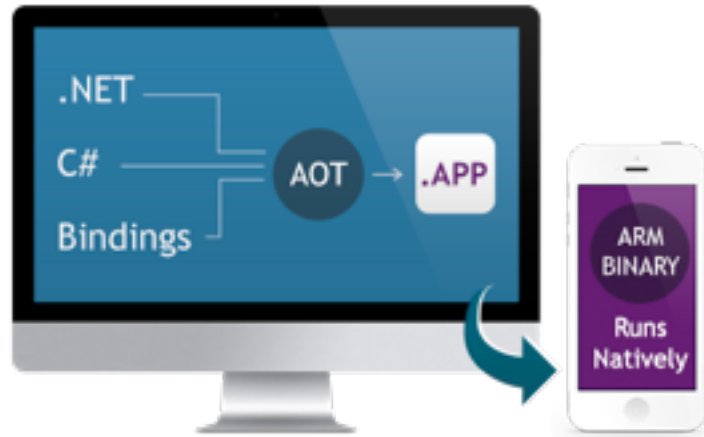 .NET
C#
Bindings
AOT
.APP
ARM
BINARY
Runs
Natively